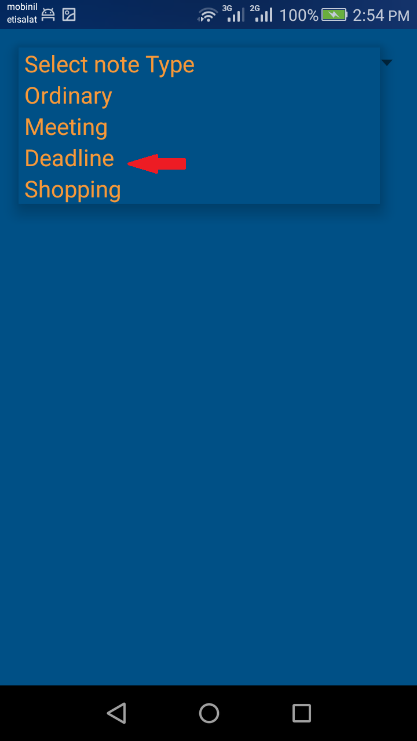 mobinil
etisalat
3G 2G 100% 2:54 PM
Select note Type
Ordinary
Meeting
Deadline
Shopping